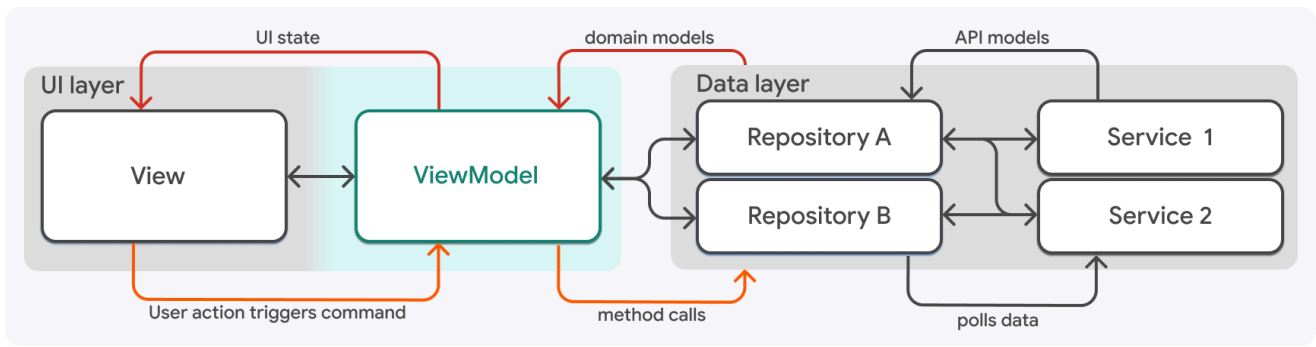 UI state
domain models
API models
UI layer
Data layer
View
ViewModel
Repository A
Service 1
Repository B
Service 2
User action triggers command
method calls
polls data